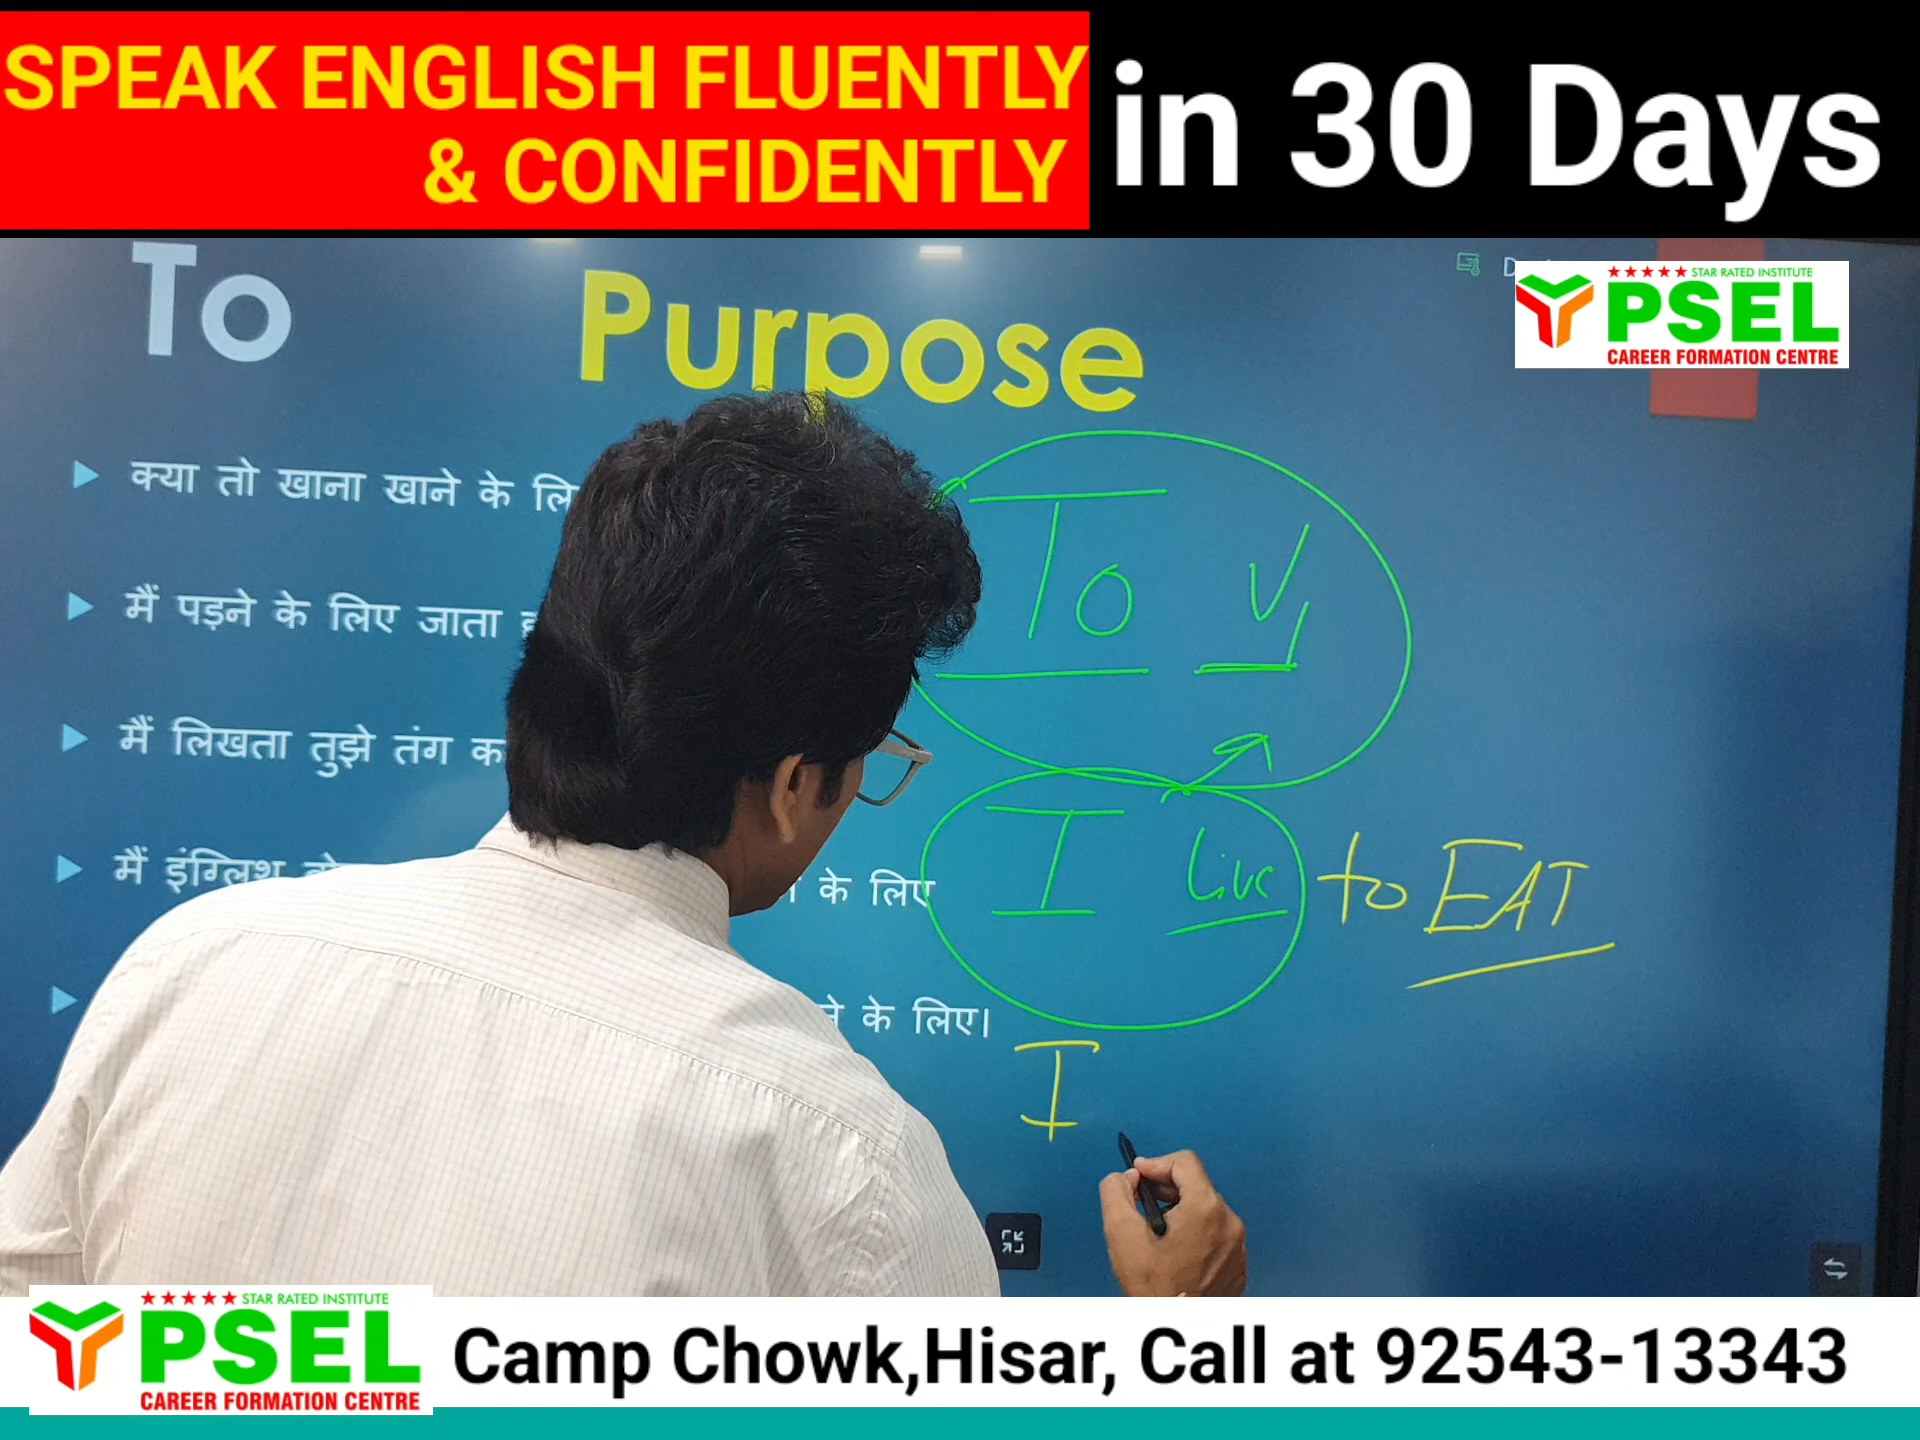 SPEAK ENGLISH FLUENTLY
& CONFIDENTLY
in 30 Days
To Purpose
★★★★★ STAR RATED INSTITUTE
PSEL
CAREER FORMATION CENTRE
क्या तो खाना खाने के
To V1
मैं पड़ने के लिए जाता
मैं लिखता तुझे तंग
I Live to EAT
मैं इंग्लिश
के लिए
के लिए।
I
★★★★★ STAR RATED INSTITUTE
PSEL
CAREER FORMATION CENTRE
Camp Chowk,Hisar, Call at 92543-13343